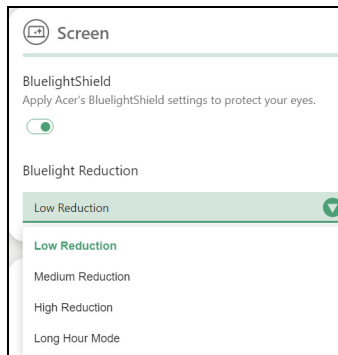 Screen
BluelightShield
Apply Acer's BluelightShield settings to protect your eyes.
Bluelight Reduction
Low Reduction
Low Reduction
Medium Reduction
High Reduction
Long Hour Mode